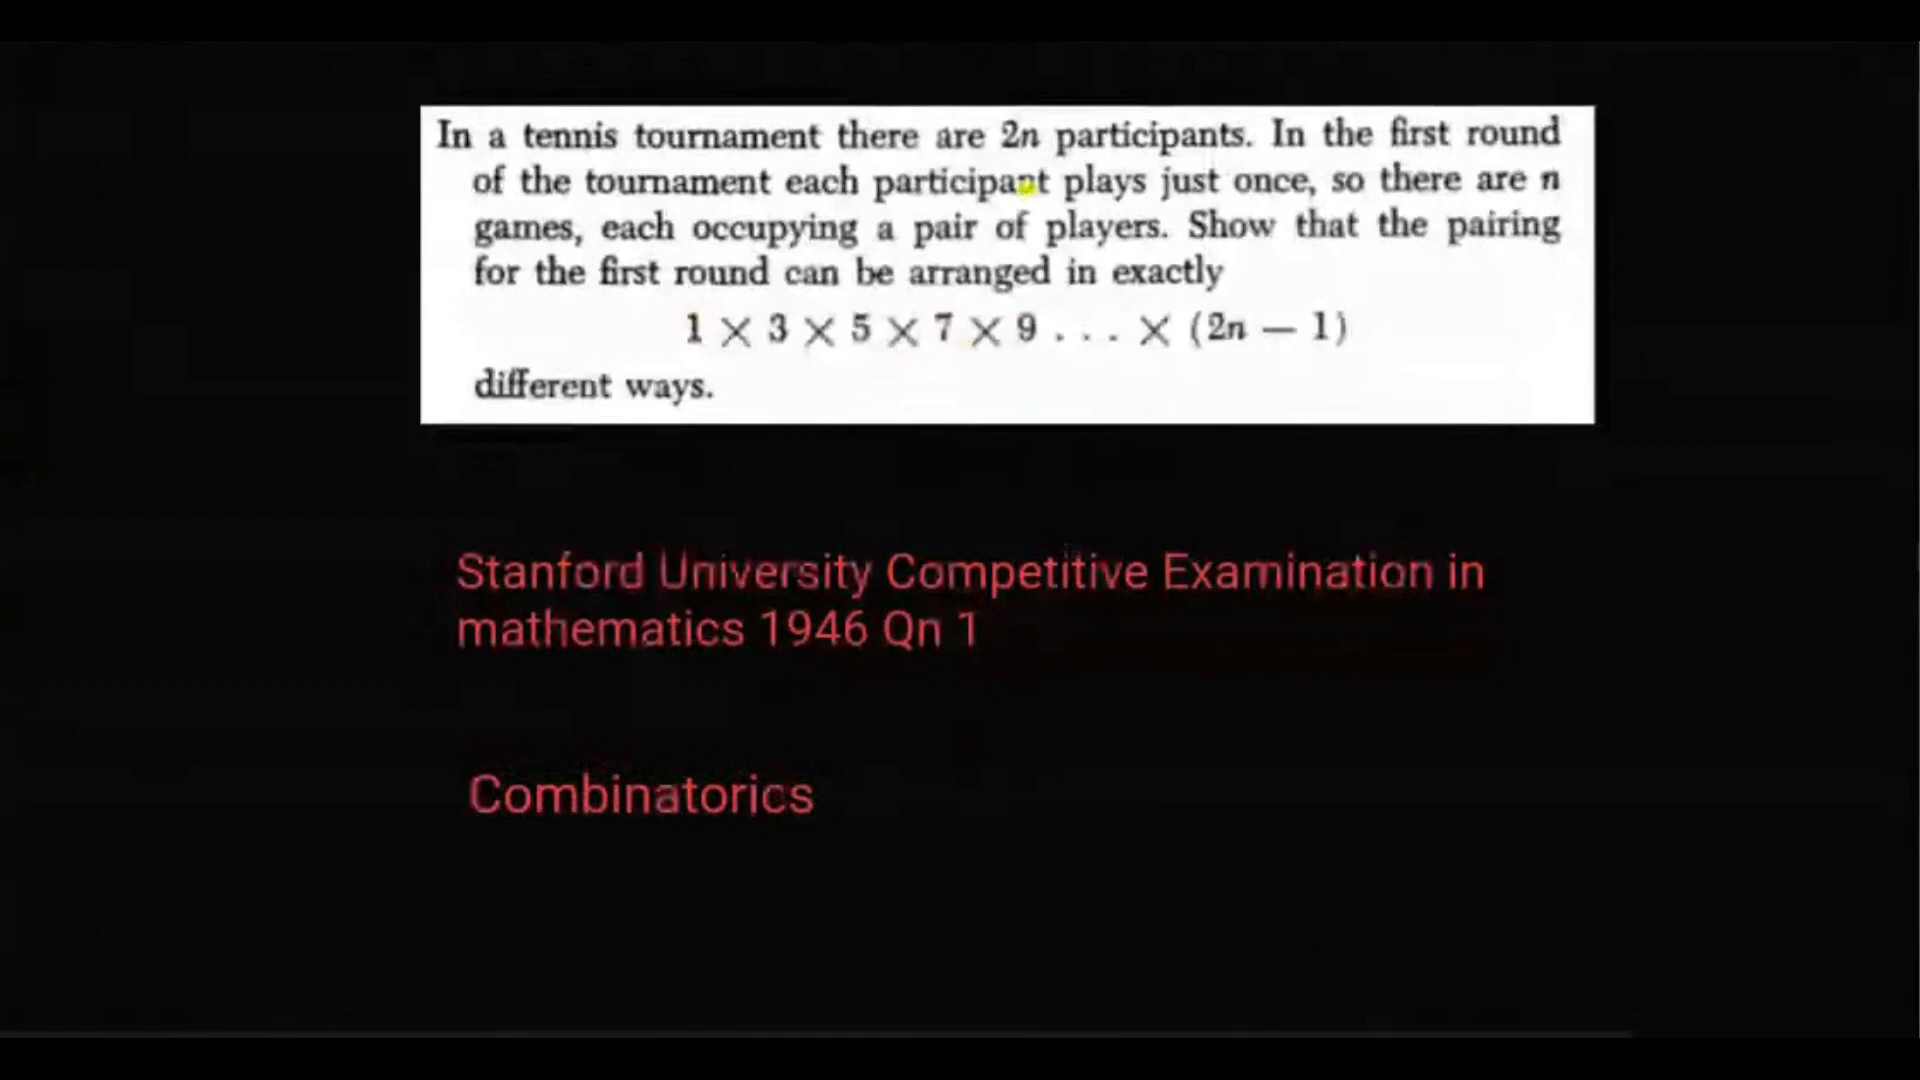 In a tennis tournament there are 2n participants. In the first round
of the tournament each participant plays just once, so there are n
games, each occupying a pair of players. Show that the pairing
for the first round can be arranged in exactly
1 × 3 × 5 × 7 × 9 . . . × (2n — 1)
different ways.
Stanford University Competitive Examination in
mathematics 1946 Qn 1
Combinatorics